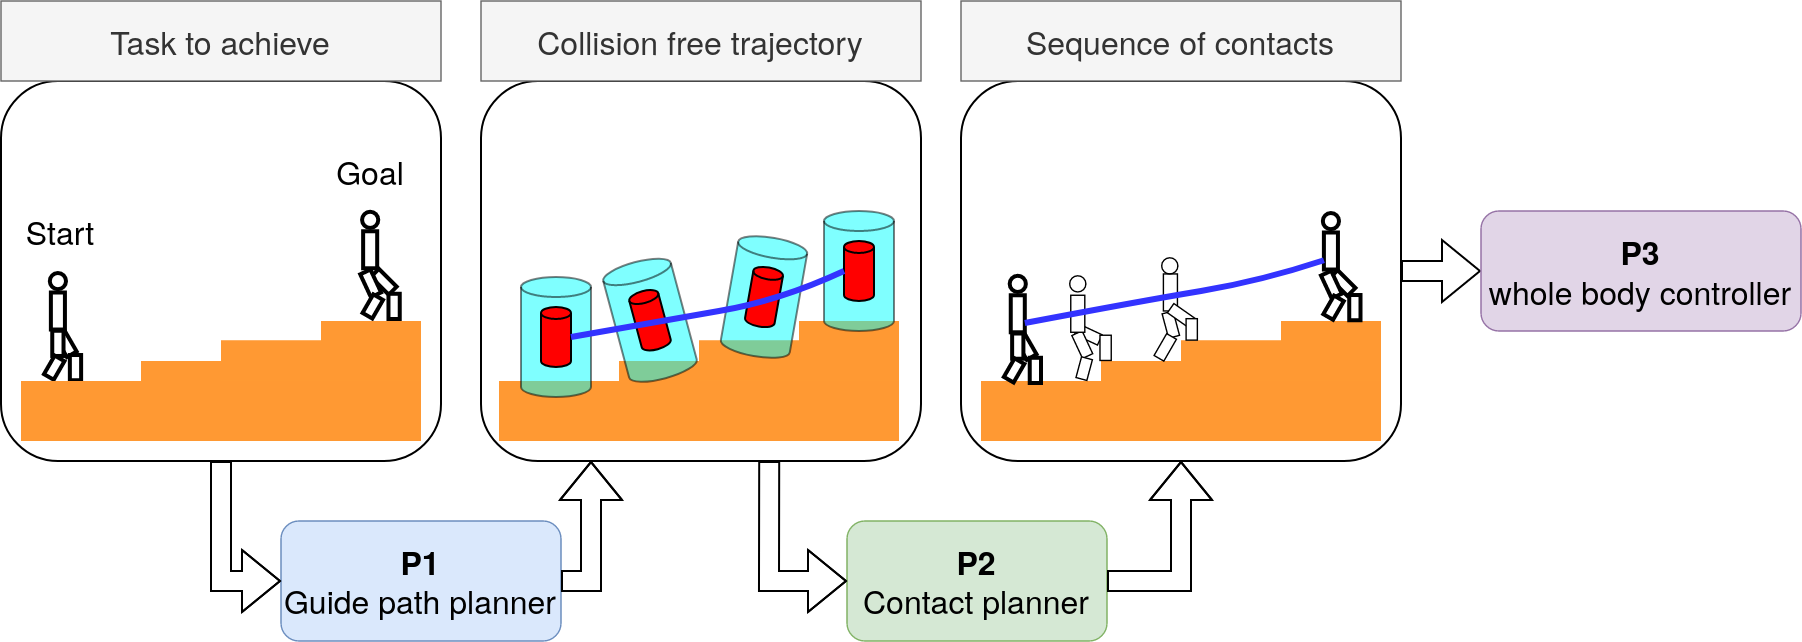 Task to achieve
Collision free trajectory
Sequence of contacts
Start
Goal
P1
Guide path planner
P2
Contact planner
P3
whole body controller